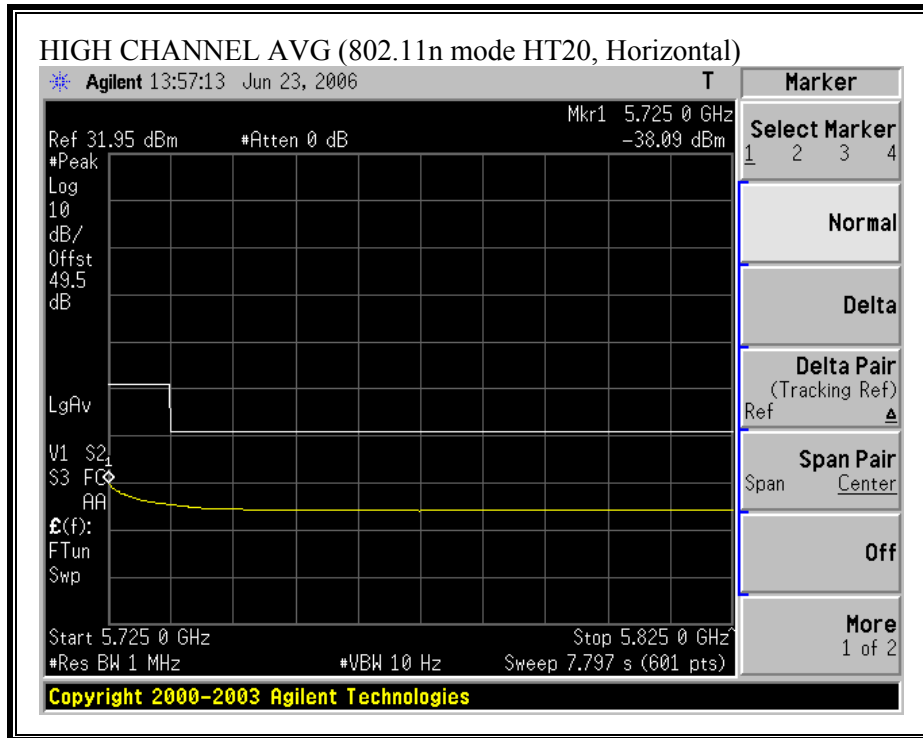 HIGH CHANNEL AVG (802.11n mode HT20, Horizontal)
Agilent 13:57:13 Jun 23, 2006 T
Mkr1 5.725 0 GHz
Ref 31.95 dBm #Atten 0 dB -38.09 dBm
#Peak
Log
10
dB/
Offst
49.5
dB
LgAv
V1 S2
1
S3 FC
AA
£(f):
FTun
Swp
Start 5.725 0 GHz Stop 5.825 0 GHz^
#Res BW 1 MHz #VBW 10 Hz Sweep 7.797 s (601 pts)
Copyright 2000-2003 Agilent Technologies
Marker
Select Marker
1 2 3 4
Normal
Delta
Delta Pair
(Tracking Ref)
Ref Δ
Span Pair
Span Center
Off
More
1 of 2